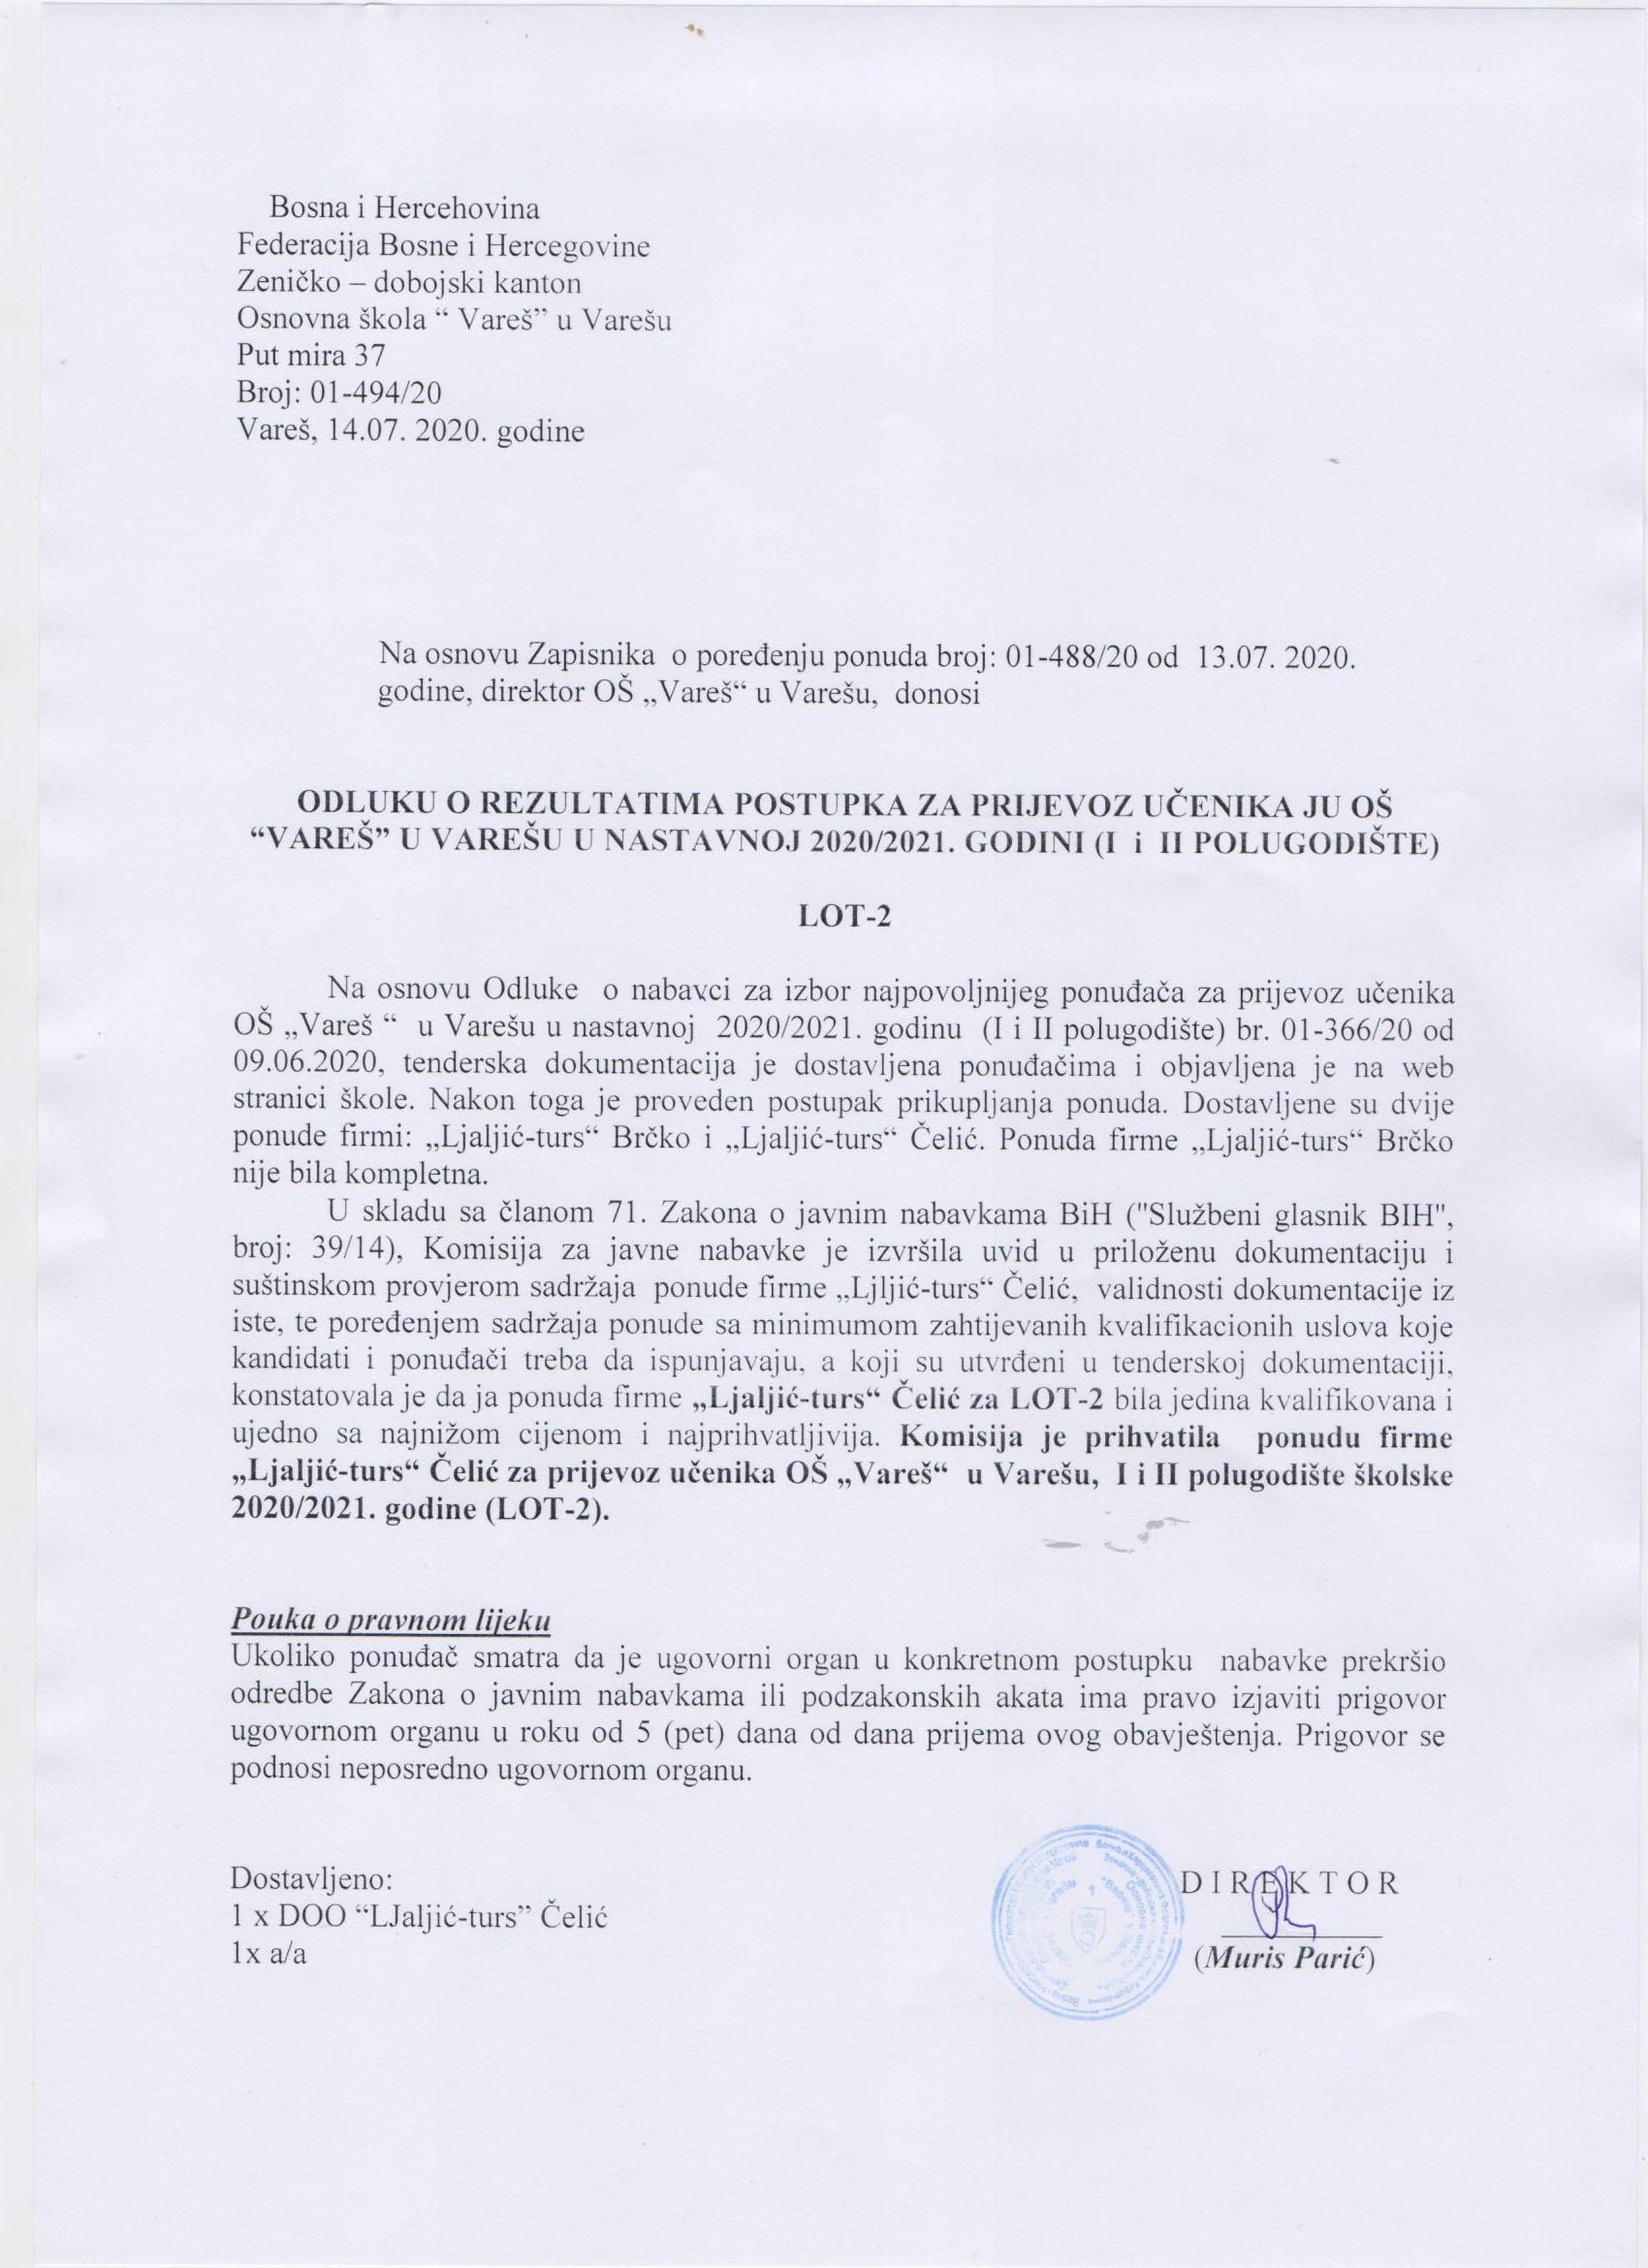 Bosna i Hercehovina
Federacija Bosne i Hercegovine
Zeničko – dobojski kanton
Osnovna škola “ Vareš” u Varešu
Put mira 37
Broj: 01-494/20
Vareš, 14.07. 2020. godine
Na osnovu Zapisnika o poređenju ponuda broj: 01-488/20 od 13.07. 2020.
godine, direktor OŠ „Vareš“ u Varešu, donosi
ODLUKU O REZULTATIMA POSTUPKA ZA PRIJEVOZ UČENIKA JU OŠ
“VAREŠ” U VAREŠU U NASTAVNOJ 2020/2021. GODINI (I i II POLUGODIŠTE)
LOT-2
Na osnovu Odluke o nabavci za izbor najpovoljnijeg ponuđača za prijevoz učenika
OŠ „Vareš “ u Varešu u nastavnoj 2020/2021. godinu (I i II polugodište) br. 01-366/20 od
09.06.2020, tenderska dokumentacija je dostavljena ponuđačima i objavljena je na web
stranici škole. Nakon toga je proveden postupak prikupljanja ponuda. Dostavljene su dvije
ponude firmi: „Ljaljić-turs“ Brčko i „Ljaljić-turs“ Čelić. Ponuda firme „Ljaljić-turs“ Brčko
nije bila kompletna.
U skladu sa članom 71. Zakona o javnim nabavkama BiH ("Službeni glasnik BIH",
broj: 39/14), Komisija za javne nabavke je izvršila uvid u priloženu dokumentaciju i
suštinskom provjerom sadržaja ponude firme „Ljljić-turs“ Čelić, validnosti dokumentacije iz
iste, te poređenjem sadržaja ponude sa minimumom zahtijevanih kvalifikacionih uslova koje
kandidati i ponuđači treba da ispunjavaju, a koji su utvrđeni u tenderskoj dokumentaciji,
konstatovala je da ja ponuda firme „Ljaljić-turs“ Čelić za LOT-2 bila jedina kvalifikovana i
ujedno sa najnižom cijenom i najprihvatljivija. Komisija je prihvatila ponudu firme
„Ljaljić-turs“ Čelić za prijevoz učenika OŠ „Vareš“ u Varešu, I i II polugodište školske
2020/2021. godine (LOT-2).
Pouka o pravnom lijeku
Ukoliko ponuđač smatra da je ugovorni organ u konkretnom postupku nabavke prekršio
odredbe Zakona o javnim nabavkama ili podzakonskih akata ima pravo izjaviti prigovor
ugovornom organu u roku od 5 (pet) dana od dana prijema ovog obavještenja. Prigovor se
podnosi neposredno ugovornom organu.
Dostavljeno:
1 x DOO “LJaljić-turs” Čelić
1x a/a
D I R E K T O R
(Muris Parić)